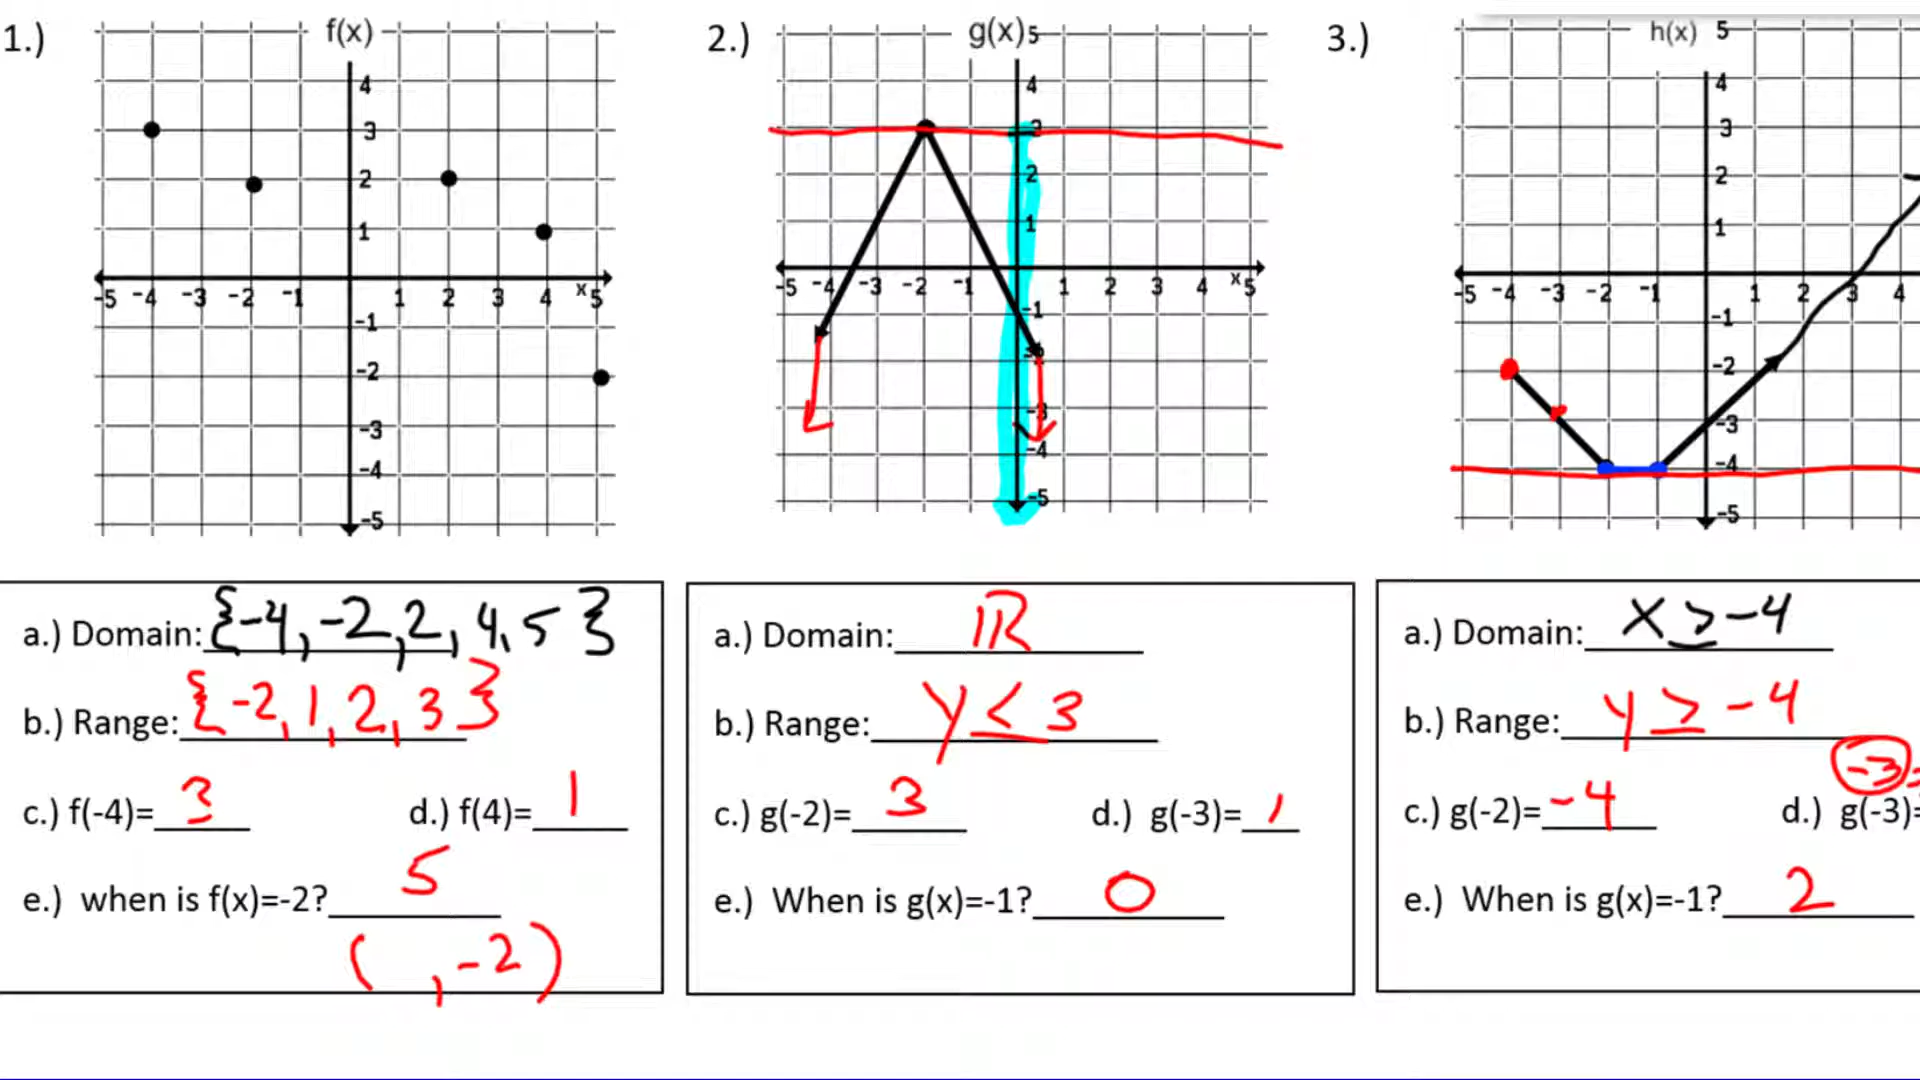 1.) f(x)
4
3
2
1
-5 -4 -3 -2 -1 1 2 3 4 x 5
-1
-2
-3
-4
-5
a.) Domain: {-4, -2, 2, 4, 5}
b.) Range: {-2, 1, 2, 3}
c.) f(-4)= 3 d.) f(4)= 1
e.) when is f(x)=-2? 5
( , -2)
2.) g(x) 5
4
3
2
1
-5 -4 -3 -2 -1 1 2 3 4 x 5
-1
-3
-4
-5
a.) Domain: ℝ
b.) Range: y ≤ 3
c.) g(-2)= 3 d.) g(-3)= 1
e.) When is g(x)=-1? 0
3.) h(x) 5
4
3
2
1
-5 -4 -3 -2 -1 1 2 3 4
-1
-2
-3
-4
-5
a.) Domain: x ≥ -4
b.) Range: y ≥ -4
-3
c.) g(-2)= -4 d.) g(-3)=
e.) When is g(x)=-1? 2